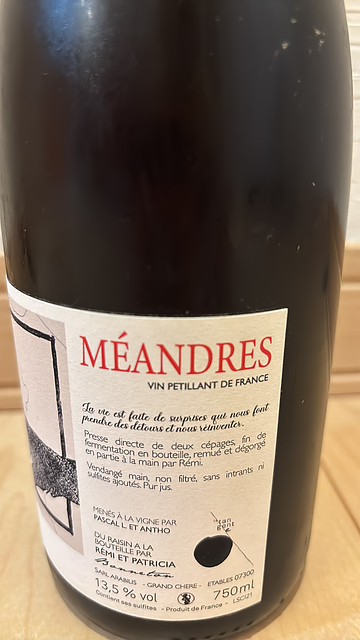 MÉANDRES
VIN PETILLANT DE FRANCE
La vie est faite de surprises qui nous font
prendre des détours et nous réinventer.
Presse directe de deux cépages, fin de
fermentation en bouteille, remué et dégorgé
en partie à la main par Rémi.
Vendangé main, non filtré, sans intrants ni
sulfites ajoutés. Pur jus.
MENÉS À LA VIGNE PAR
PASCAL L. ET ANTHO
DU RAISIN A LA
BOUTEILLE PAR
RÉMI ET PATRICIA
Bonneton
SARL ARABILIS - GRAND CHERE - ETABLES 07300
13,5 % vol
750ml
Contient ses sulfites - Produit de France - LSC/21